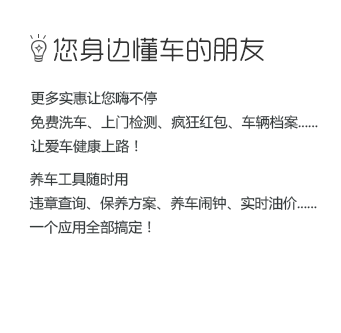 您身边懂车的朋友
更多实惠让您嗨不停
免费洗车、上门检测、疯狂红包、车辆档案......
让爱车健康上路！
养车工具随时用
违章查询、保养方案、养车闹钟、实时油价......
一个应用全部搞定！